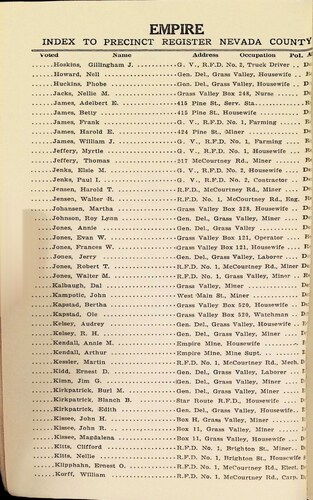 EMPIRE
INDEX TO PRECINCT REGISTER NEVADA COUNTY
Voted Name Address Occupation Pol.
Hoskins, Gillingham J. G. V., R.F.D. No. 2, Truck Driver
Howard, Nell Gen. Del., Grass Valley, Housewife
Huckins, Phobe Gen. Del., Grass Valley, Housewife
Jacks, Nellie M. Grass Valley Box 248, Nurse
James, Adelbert E. 418 Pine St., Serv. Sta.
James, Betty 415 Pine St., Housewife
James, Frank G. V., R.F.D. No. 1, Farming
James, Harold E. 424 Pine St., Miner
James, William J. G. V., R.F.D. No. 1, Farming
Jeffery, Myrtle G. V., R.F.D. No. 1, Housewife
Jeffery, Thomas 217 McCourtney Rd., Miner
Jenks, Elsie M. G. V., R.F.D. No. 2, Housewife
Jenks, Paul I. G. V., R.F.D. No. 2, Contractor
Jensen, Harold T. R.F.D., McCourtney Rd., Miner
Jensen, Walter R. R.F.D., No. 1, McCourtney Rd., Eng.
Johansen, Martha Grass Valley Box 328, Housewife
Johnson, Roy Lynn Gen. Del., Grass Valley, Miner
Jones, Annie Gen. Del., Grass Valley
Jones, Evan W. Grass Valley Box 121, Operator
Jones, Frances W. Grass Valley Box 121, Housewife
Jones, Jerry Gen. Del., Grass Valley, Laborer
Jones, Robert T. R.F.D. No. 1, McCourtney Rd., Miner
Jones, Walter M. R.F.D. No. 1, Grass Valley, Miner
Kalbaugh, Dal Gen. Del., Grass Valley, Miner
Kampotic, John West Main St., Miner
Kapstad, Bertha Grass Valley Box 529, Housewife
Kapstad, Ole Grass Valley Box 529, Watchman
Kelsey, Audrey Gen. Del., Grass Valley, Housewife
Kelsey, R. H. Gen. Del., Grass Valley, Miner
Kendall, Annie M. Empire Mine, Housewife
Kendall, Arthur Empire Mine, Mine Supt.
Kessler, Martin R.F.D. No. 1, McCourtney Rd., Mech.
Kidd, Ernest D. Gen. Del., Grass Valley, Laborer
Kimn, Jim G. Gen. Del., Grass Valley, Miner
Kirkpatrick, Burl M. Gen. Del., Grass Valley, Miner
Kirkpatrick, Blanch B. Star Route R.F.D., Housewife
Kirkpatrick, Edith Gen. Del., Grass Valley, Housewife
Kisses, John H. Box H, Grass Valley, Miner
Kisses, John R. Box 11, Grass Valley, Miner
Kisses, Magdalena Box 11, Grass Valley, Housewife
Kitts, Clifford R.F.D. No. 1, Brighton St., Miner
Kitts, Nellie R.F.D. No. 1, Brighton St., Housewife
Klipphahn, Ernest O. R.F.D. No. 1, McCourtney Rd., Elect.
Korff, William R.F.D. No. 1, McCourtney Rd., Carp.